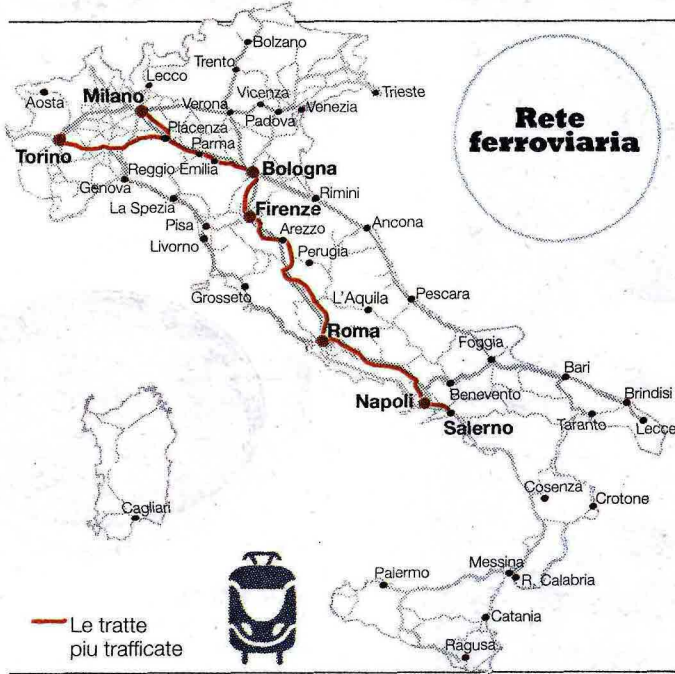 Rete
ferroviaria
Bolzano
Trento
Lecco
Aosta
Milano
Verona
Vicenza
Padova
Venezia
Trieste
Torino
Piacenza
Parma
Reggio
Emilia
Bologna
Genova
La Spezia
Rimini
Firenze
Pisa
Livorno
Arezzo
Ancona
Perugia
Grosseto
L'Aquila
Pescara
Roma
Foggia
Bari
Napoli
Benevento
Brindisi
Salerno
Taranto
Lecce
Cosenza
Crotone
Cagliari
Messina
R. Calabria
Palermo
Catania
Ragusa
Le tratte
piu trafficate